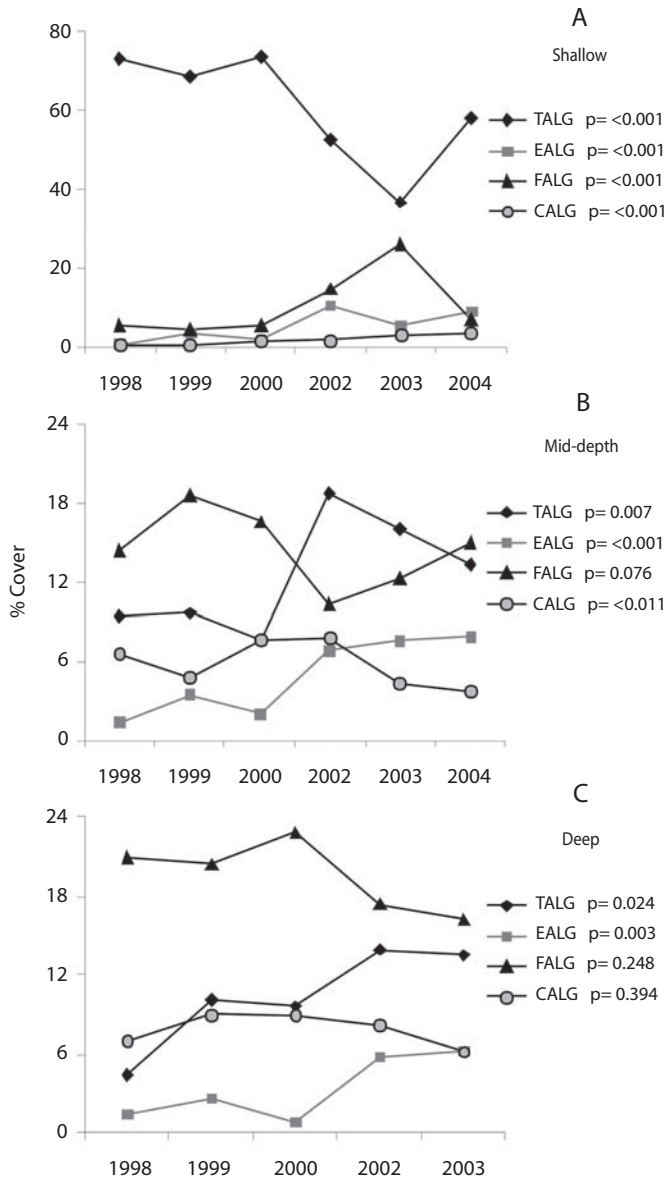 A
Shallow
80
60
40
20
0
TALG p= <0.001
EALG p= <0.001
FALG p= <0.001
CALG p= <0.001
1998 1999 2000 2002 2003 2004
B
Mid-depth
24
18
12
6
0
TALG p= 0.007
EALG p= <0.001
FALG p= 0.076
CALG p= <0.011
% Cover
1998 1999 2000 2002 2003 2004
C
Deep
24
18
12
6
0
TALG p= 0.024
EALG p= 0.003
FALG p= 0.248
CALG p= 0.394
1998 1999 2000 2002 2003